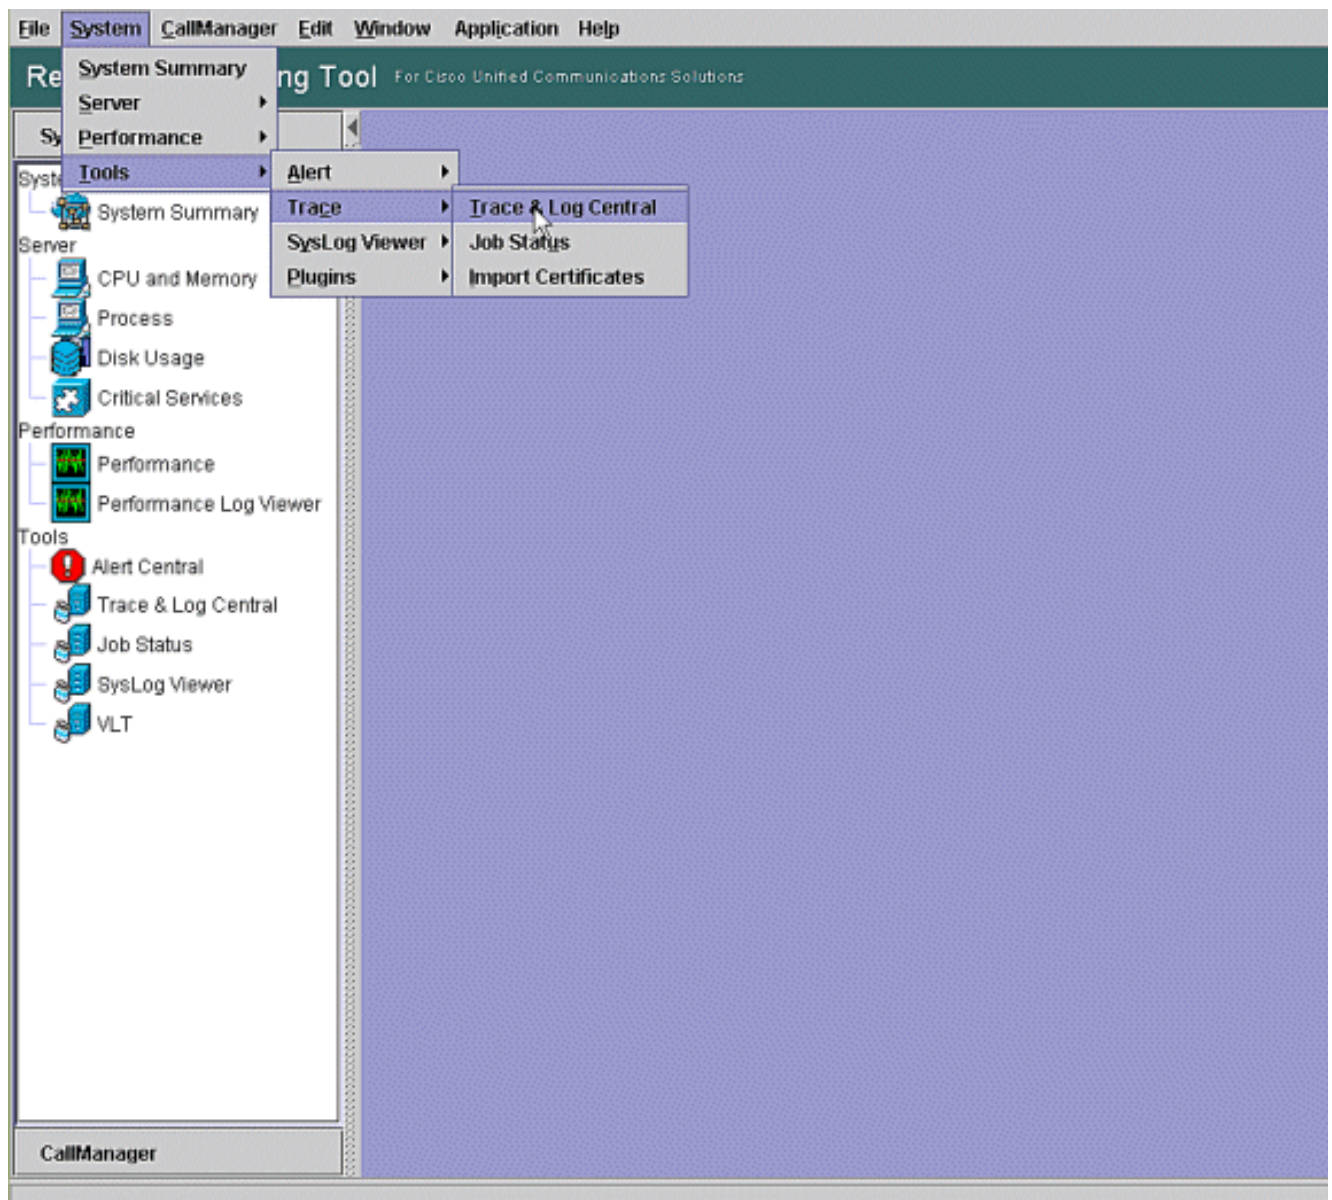 File System CallManager Edit Window Application Help
Re ng Tool For Cisco Unified Communications Solutions
System Summary
Server
Performance
Tools
Alert
Trace
SysLog Viewer
Plugins
Trace & Log Central
Job Status
Import Certificates
Sy
Syste
System Summary
Server
CPU and Memory
Process
Disk Usage
Critical Services
Performance
Performance
Performance Log Viewer
Tools
Alert Central
Trace & Log Central
Job Status
SysLog Viewer
VLT
CallManager